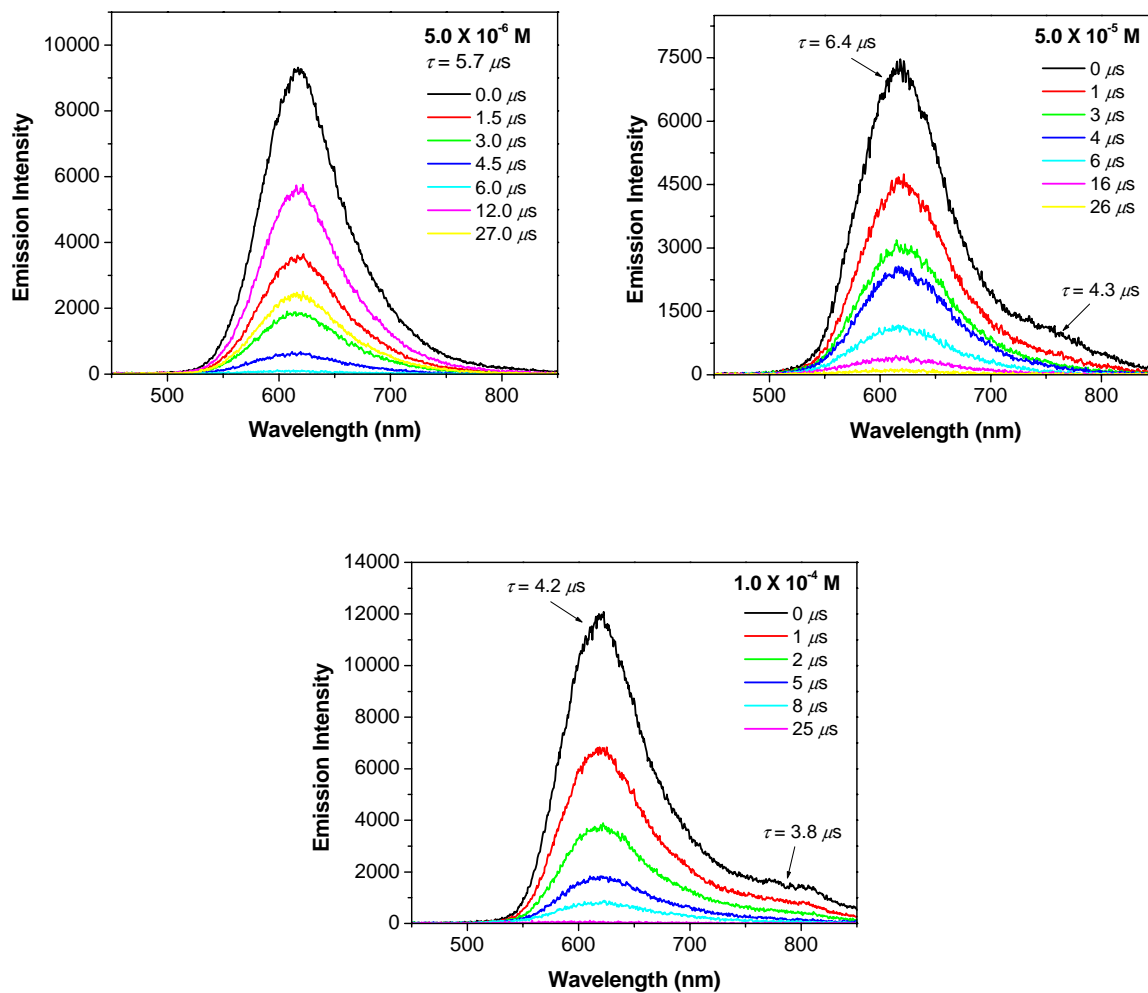 5.0 X 10⁻⁶ M
τ = 5.7 μs
0.0 μs
1.5 μs
3.0 μs
4.5 μs
6.0 μs
12.0 μs
27.0 μs
10000
8000
6000
4000
2000
0
Emission Intensity
500
600
700
800
Wavelength (nm)
5.0 X 10⁻⁵ M
τ = 6.4 μs
0 μs
1 μs
3 μs
4 μs
6 μs
16 μs
26 μs
τ = 4.3 μs
7500
6000
4500
3000
1500
0
Emission Intensity
500
600
700
800
Wavelength (nm)
1.0 X 10⁻⁴ M
τ = 4.2 μs
0 μs
1 μs
2 μs
5 μs
8 μs
25 μs
τ = 3.8 μs
14000
12000
10000
8000
6000
4000
2000
0
Emission Intensity
500
600
700
800
Wavelength (nm)